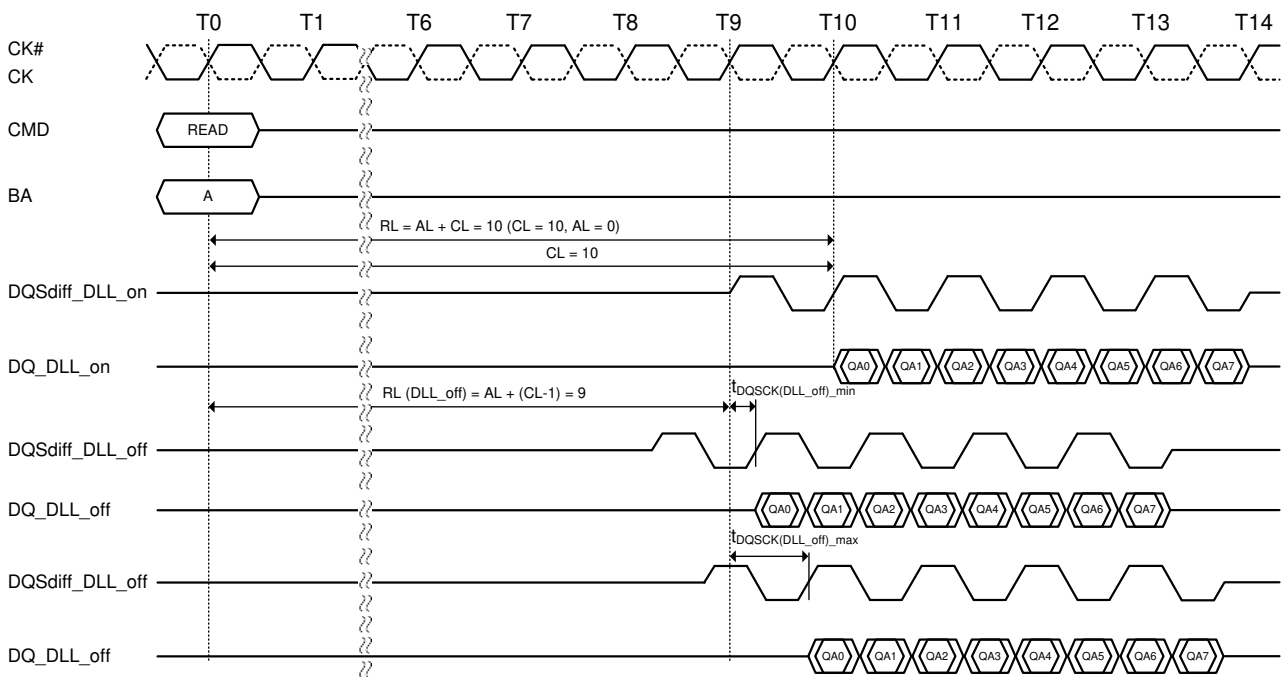 T0 T1 T6 T7 T8 T9 T10 T11 T12 T13 T14
CK#
CK
CMD READ
BA A
RL = AL + CL = 10 (CL = 10, AL = 0)
CL = 10
DQSdiff_DLL_on
DQ_DLL_on QA0 QA1 QA2 QA3 QA4 QA5 QA6 QA7
RL (DLL_off) = AL + (CL-1) = 9 tDQSCK(DLL_off)_min
DQSdiff_DLL_off
DQ_DLL_off QA0 QA1 QA2 QA3 QA4 QA5 QA6 QA7
tDQSCK(DLL_off)_max
DQSdiff_DLL_off
DQ_DLL_off QA0 QA1 QA2 QA3 QA4 QA5 QA6 QA7